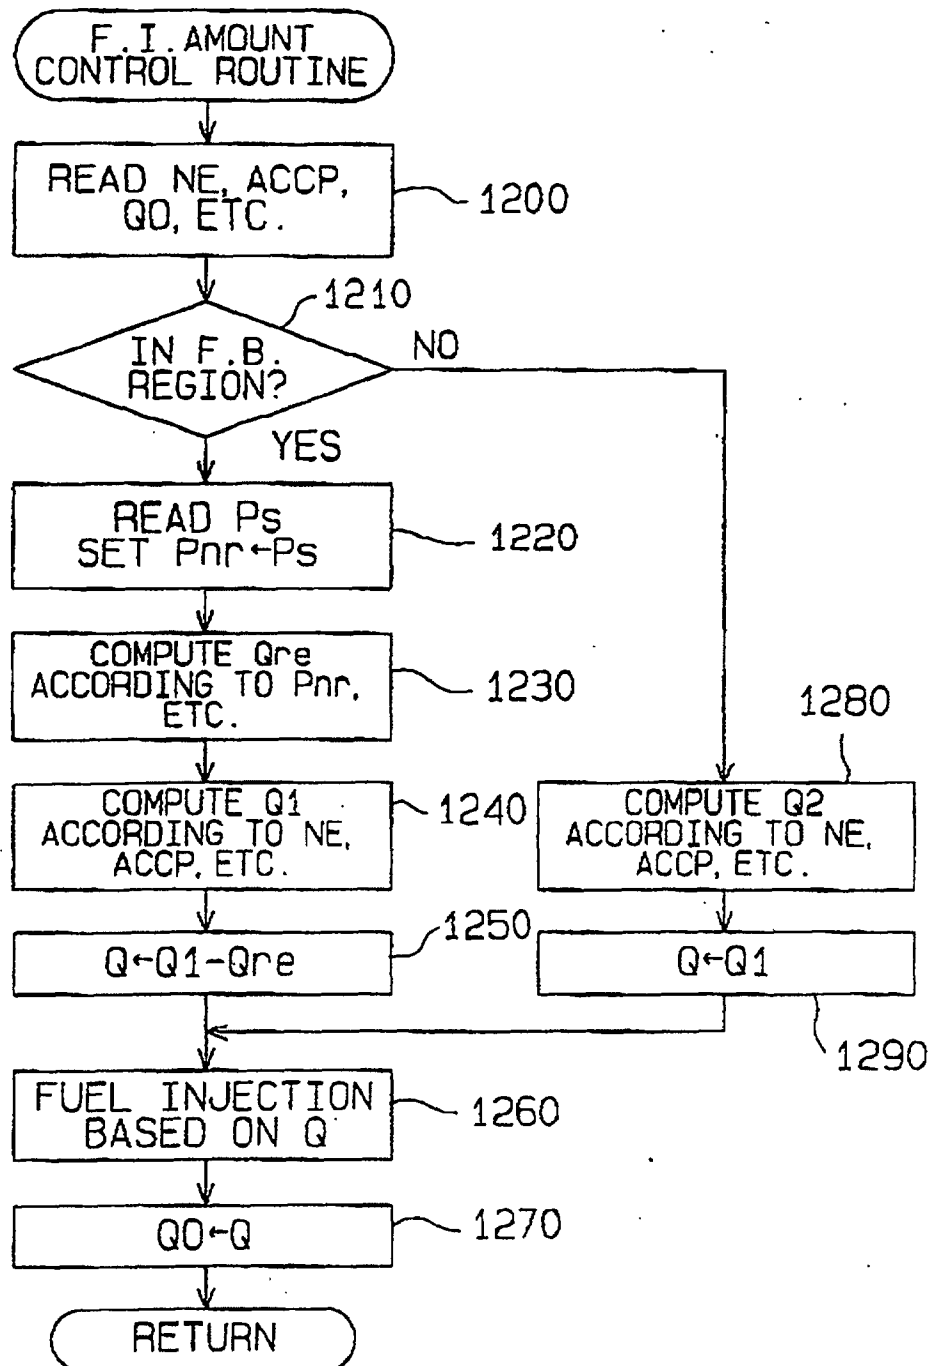 F.I.AMOUNT
CONTROL ROUTINE
READ NE, ACCP,
Q0, ETC.
1200
1210
IN F.B.
REGION?
NO
YES
READ Ps
SET Pnr←Ps
1220
COMPUTE Qre
ACCORDING TO Pnr,
ETC.
1230
COMPUTE Q1
ACCORDING TO NE,
ACCP, ETC.
1240
1280
COMPUTE Q2
ACCORDING TO NE,
ACCP, ETC.
Q←Q1-Qre
1250
Q←Q1
1290
FUEL INJECTION
BASED ON Q
1260
Q0←Q
1270
RETURN